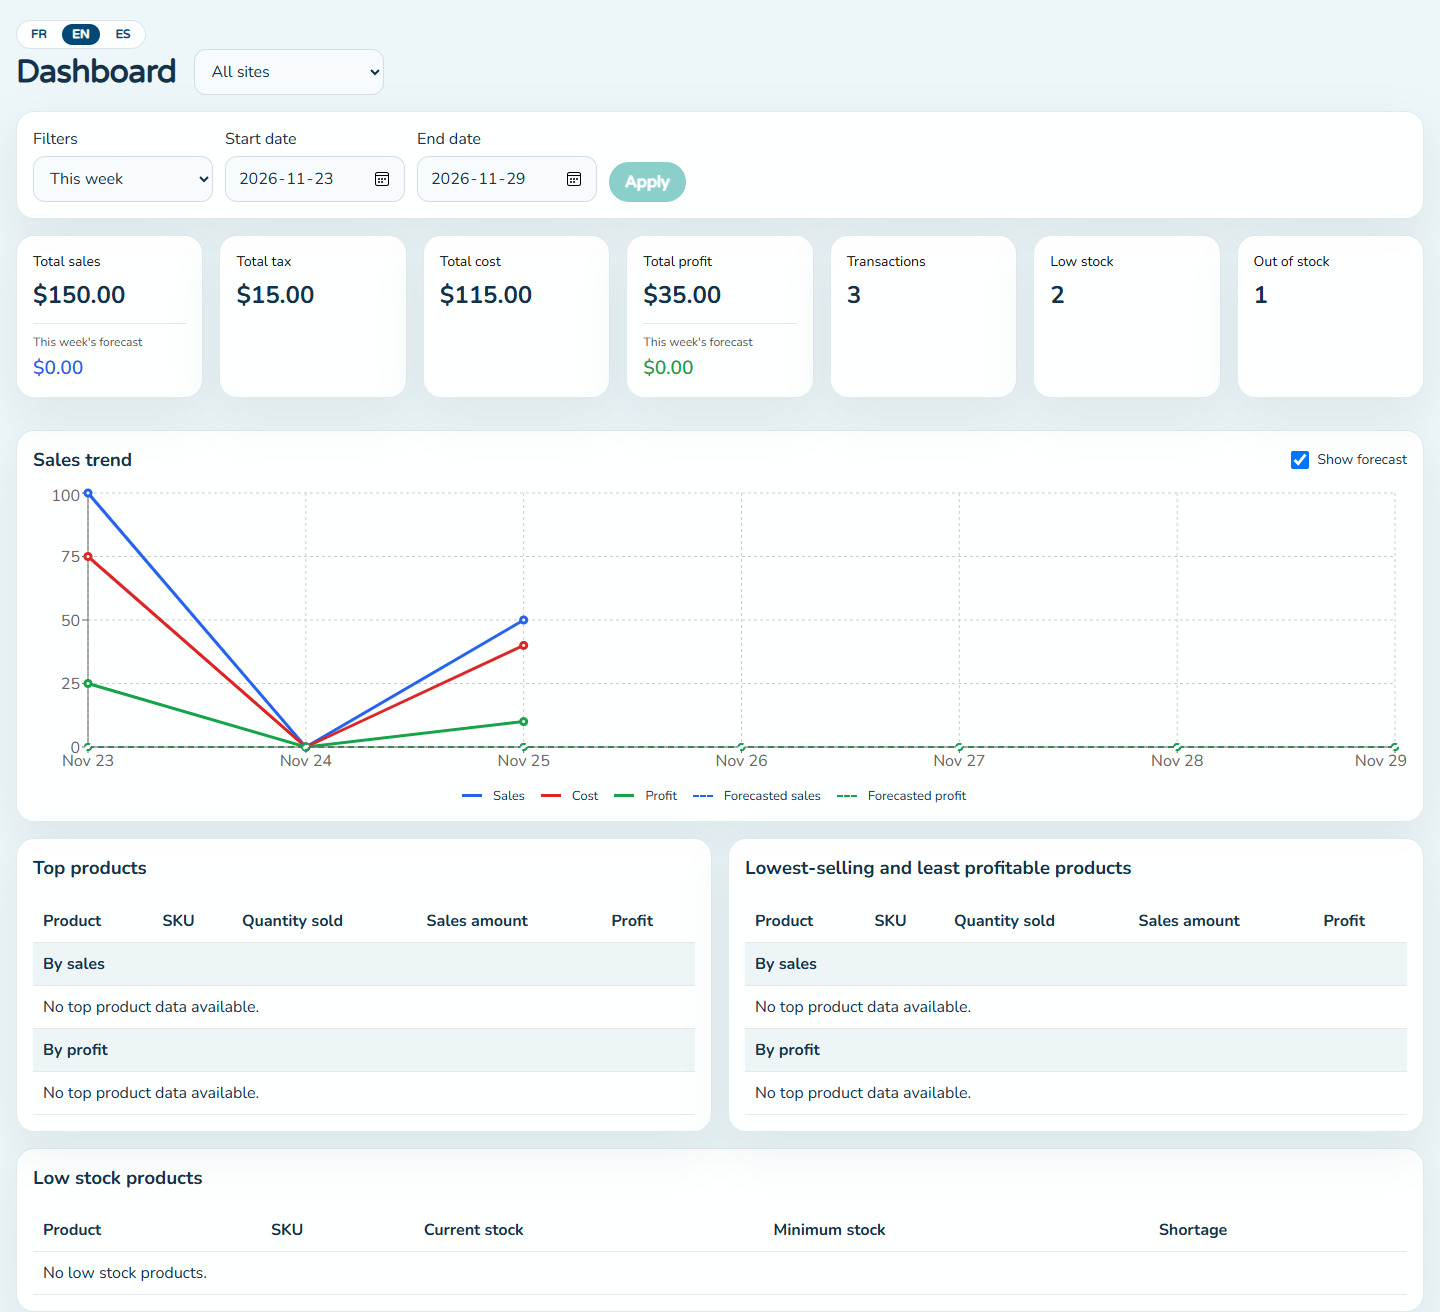 FR EN ES
Dashboard All sites
Filters Start date End date
This week 2026-11-23 2026-11-29 Apply
Total sales Total tax Total cost Total profit Transactions Low stock Out of stock
$150.00 $15.00 $115.00 $35.00 3 2 1
This week's forecast This week's forecast
$0.00 $0.00
Sales trend Show forecast
100
75
50
25
0
Nov 23 Nov 24 Nov 25 Nov 26 Nov 27 Nov 28 Nov 29
Sales Cost Profit Forecasted sales Forecasted profit
Top products
Product SKU Quantity sold Sales amount Profit
By sales
No top product data available.
By profit
No top product data available.
Lowest-selling and least profitable products
Product SKU Quantity sold Sales amount Profit
By sales
No top product data available.
By profit
No top product data available.
Low stock products
Product SKU Current stock Minimum stock Shortage
No low stock products.